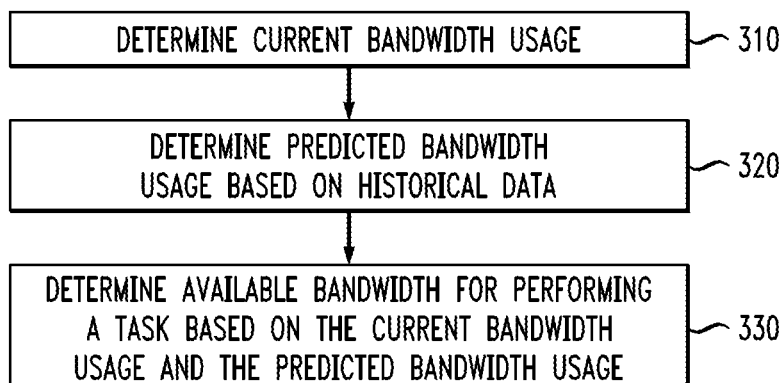 DETERMINE CURRENT BANDWIDTH USAGE 310
DETERMINE PREDICTED BANDWIDTH
USAGE BASED ON HISTORICAL DATA
320
DETERMINE AVAILABLE BANDWIDTH FOR PERFORMING
A TASK BASED ON THE CURRENT BANDWIDTH
USAGE AND THE PREDICTED BANDWIDTH USAGE
330